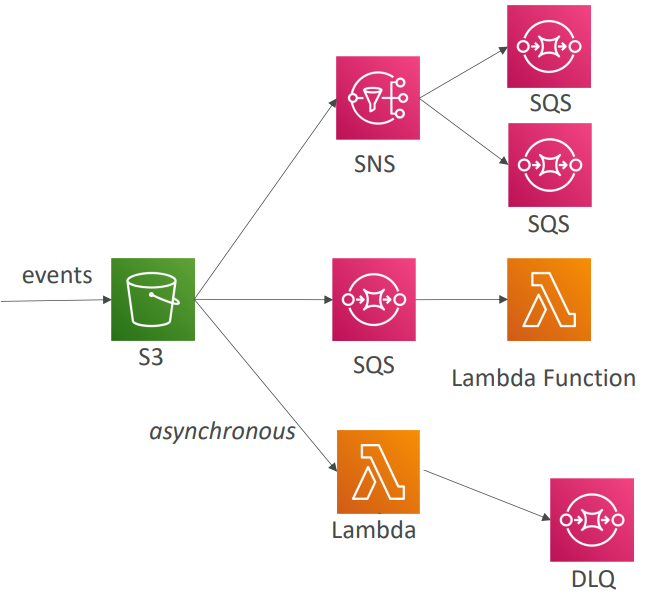 SQS
SNS
SQS
events
S3
SQS
Lambda Function
asynchronous
Lambda
DLQ